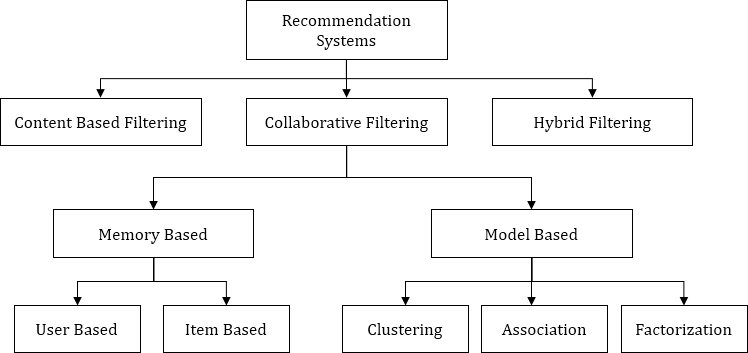 Recommendation
Systems
Content Based Filtering
Collaborative Filtering
Hybrid Filtering
Memory Based
Model Based
User Based
Item Based
Clustering
Association
Factorization